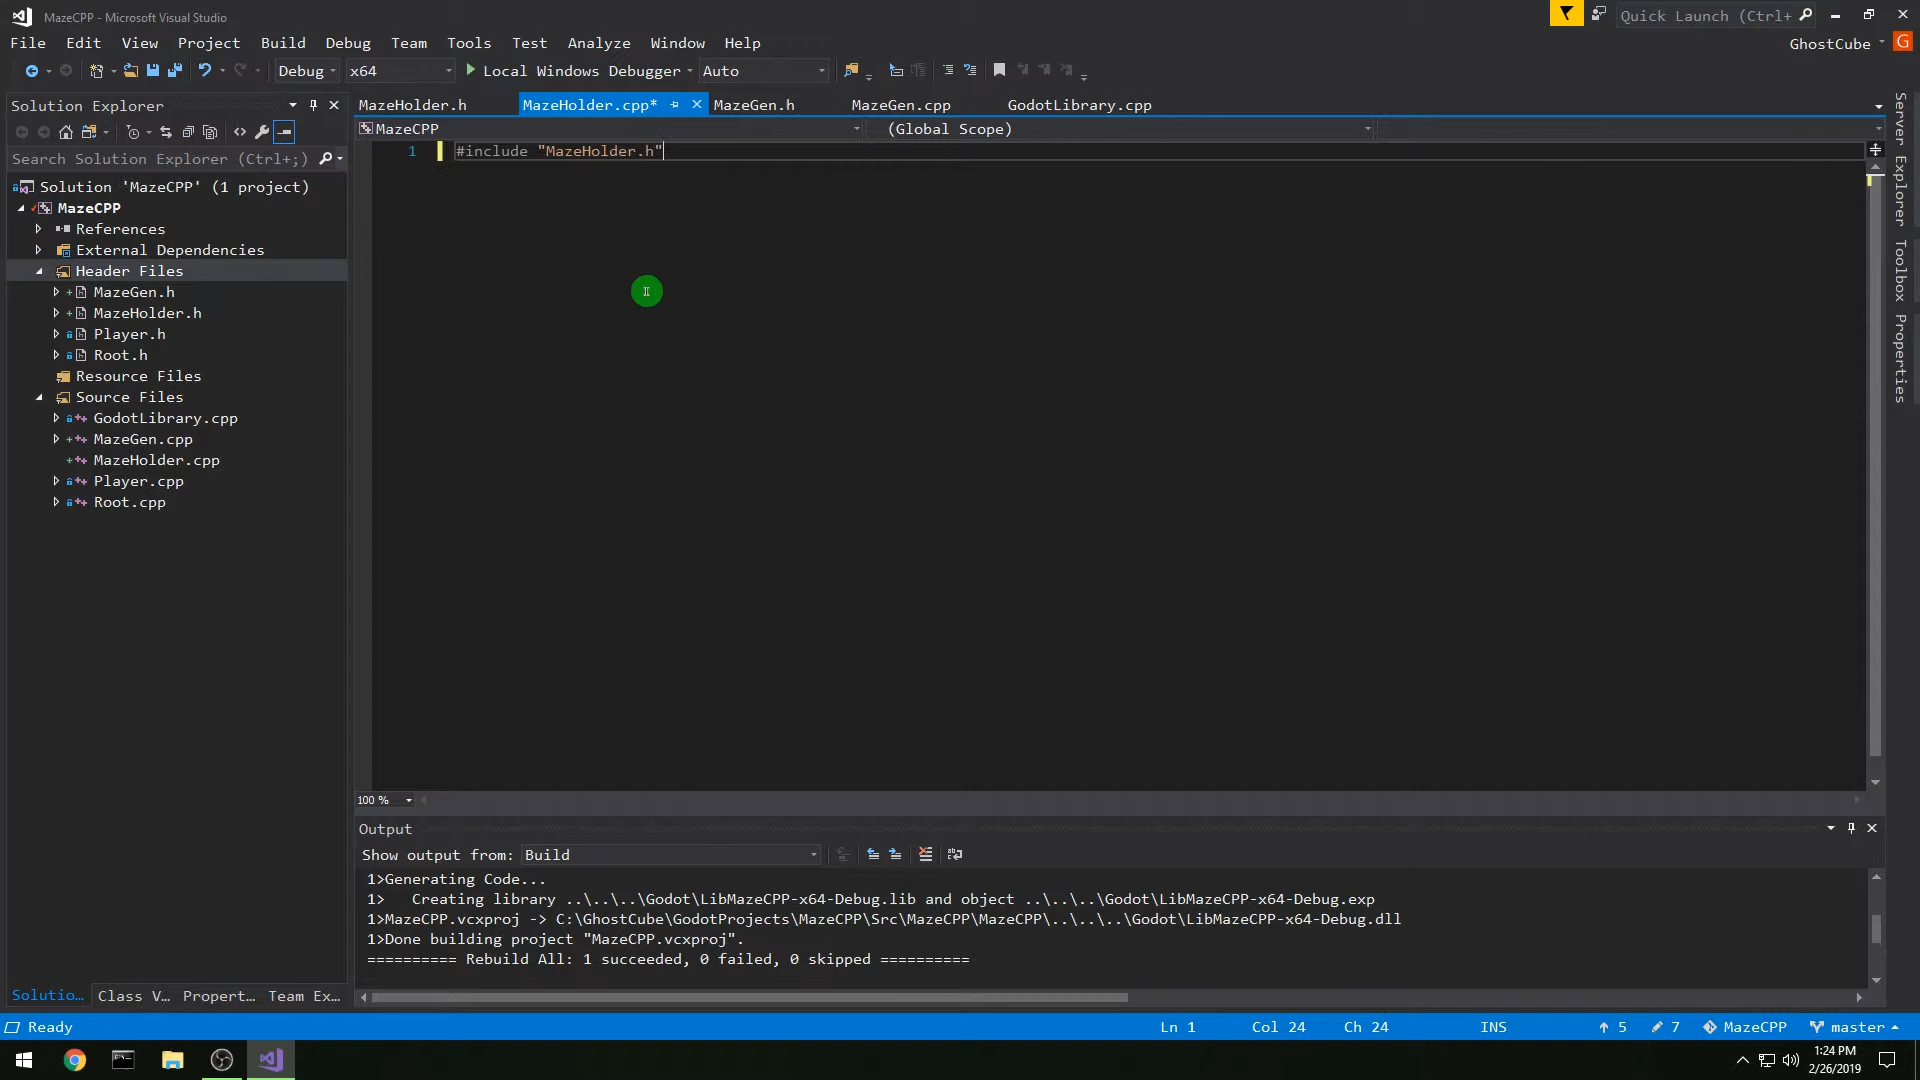 MazeCPP - Microsoft Visual Studio
Quick Launch (Ctrl+
File Edit View Project Build Debug Team Tools Test Analyze Window Help
GhostCube G
Debug x64 Local Windows Debugger Auto
Solution Explorer
MazeHolder.h MazeHolder.cpp* MazeGen.h MazeGen.cpp GodotLibrary.cpp
MazeCPP (Global Scope)
Search Solution Explorer (Ctrl+;)
1 #include "MazeHolder.h"
Solution 'MazeCPP' (1 project)
MazeCPP
References
External Dependencies
Header Files
MazeGen.h
MazeHolder.h
Player.h
Root.h
Resource Files
Source Files
GodotLibrary.cpp
MazeGen.cpp
MazeHolder.cpp
Player.cpp
Root.cpp
Server Explorer
Toolbox
Properties
100 %
Output
Show output from: Build
1>Generating Code...
1>   Creating library ..\..\..\Godot\LibMazeCPP-x64-Debug.lib and object ..\..\..\Godot\LibMazeCPP-x64-Debug.exp
1>MazeCPP.vcxproj -> C:\GhostCube\GodotProjects\MazeCPP\Src\MazeCPP\MazeCPP\..\..\..\Godot\LibMazeCPP-x64-Debug.dll
1>Done building project "MazeCPP.vcxproj".
========== Rebuild All: 1 succeeded, 0 failed, 0 skipped ==========
Solutio... Class V... Propert... Team Ex...
Ready Ln 1 Col 24 Ch 24 INS 5 7 MazeCPP master
1:24 PM
2/26/2019